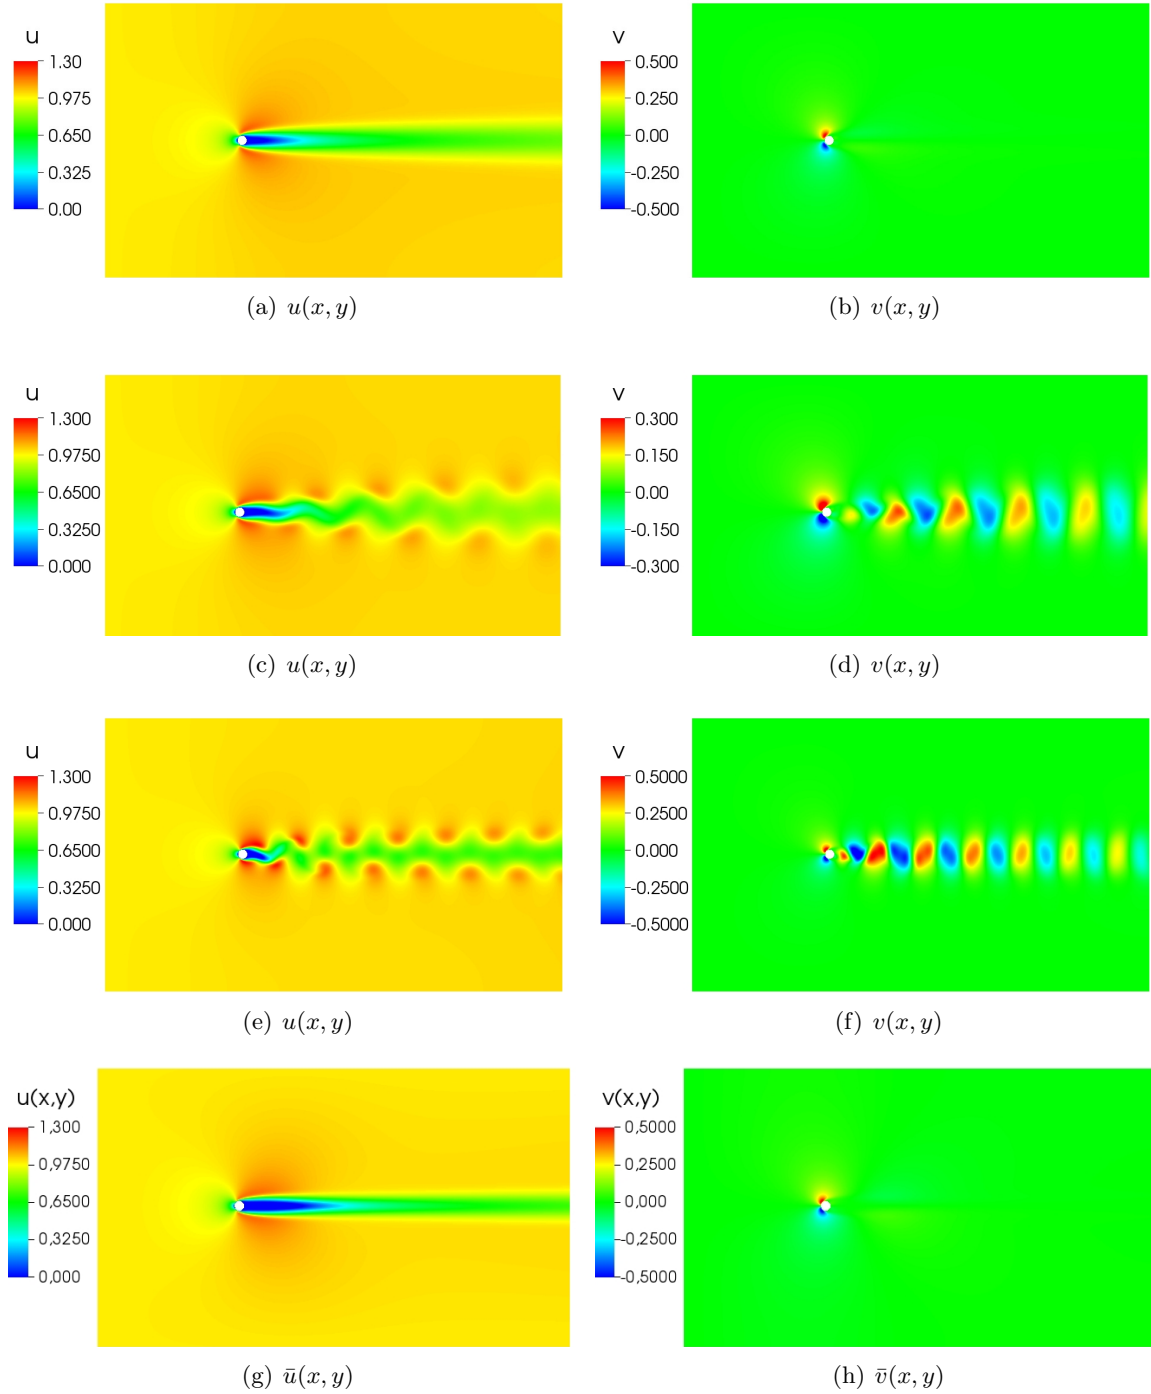 u
1.30
0.975
0.650
0.325
0.00
v
0.500
0.250
0.00
-0.250
-0.500
(a) u(x, y)
(b) v(x, y)
u
1.300
0.9750
0.6500
0.3250
0.000
v
0.300
0.150
0.00
-0.150
-0.300
(c) u(x, y)
(d) v(x, y)
u
1.300
0.9750
0.6500
0.3250
0.000
v
0.5000
0.2500
0.000
-0.2500
-0.5000
(e) u(x, y)
(f) v(x, y)
u(x,y)
1,300
0,9750
0,6500
0,3250
0,000
v(x,y)
0,5000
0,2500
0,000
-0,2500
-0,5000
(g) ū(x, y)
(h) v̄(x, y)